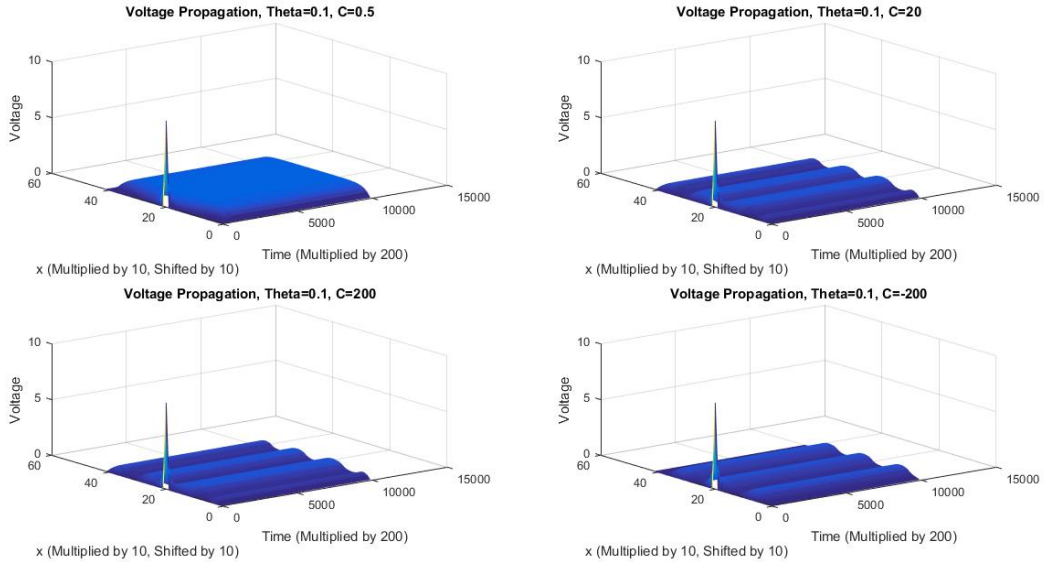 Voltage Propagation, Theta=0.1, C=0.5
10
5
0
Voltage
60
40
20
0
0
5000
10000
15000
Time (Multiplied by 200)
x (Multiplied by 10, Shifted by 10)
Voltage Propagation, Theta=0.1, C=20
10
5
0
Voltage
60
40
20
0
0
5000
10000
15000
Time (Multiplied by 200)
x (Multiplied by 10, Shifted by 10)
Voltage Propagation, Theta=0.1, C=200
10
5
0
Voltage
60
40
20
0
0
5000
10000
15000
Time (Multiplied by 200)
x (Multiplied by 10, Shifted by 10)
Voltage Propagation, Theta=0.1, C=-200
10
5
0
Voltage
60
40
20
0
0
5000
10000
15000
Time (Multiplied by 200)
x (Multiplied by 10, Shifted by 10)